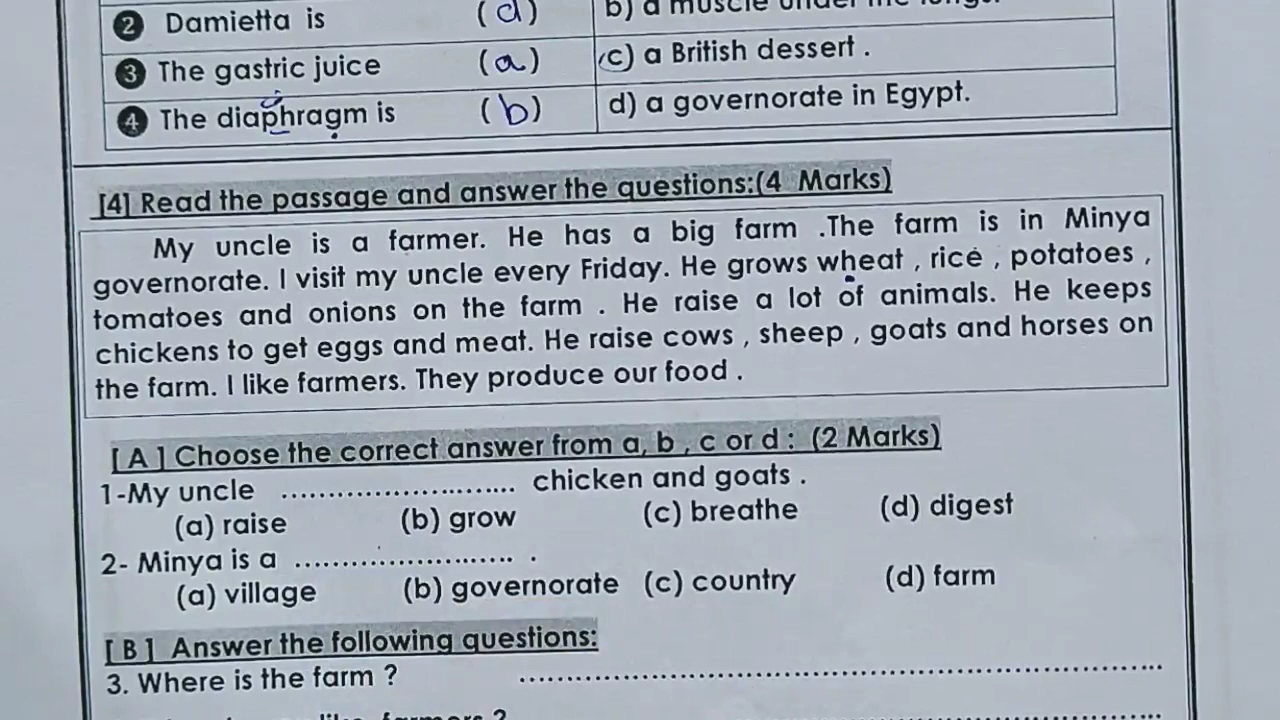 2 Damietta is (d) b) a muscle under the
3 The gastric juice (a) (c) a British dessert .
4 The diaphragm is (b) d) a governorate in Egypt.
[4] Read the passage and answer the questions:(4 Marks)
My uncle is a farmer. He has a big farm .The farm is in Minya
governorate. I visit my uncle every Friday. He grows wheat , rice , potatoes ,
tomatoes and onions on the farm . He raise a lot of animals. He keeps
chickens to get eggs and meat. He raise cows , sheep , goats and horses on
the farm. I like farmers. They produce our food .
[ A ] Choose the correct answer from a, b , c or d : (2 Marks)
1-My uncle ........................... chicken and goats .
(a) raise (b) grow (c) breathe (d) digest
2- Minya is a ......................... .
(a) village (b) governorate (c) country (d) farm
[ B ] Answer the following questions:
3. Where is the farm ? ......................................................................
farmers ?